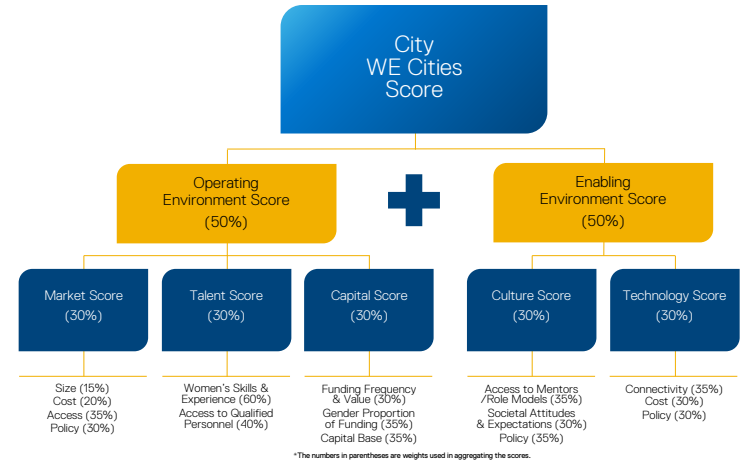 City
WE Cities
Score
Operating
Environment Score
(50%)
Enabling
Environment Score
(50%)
Market Score
(30%)
Talent Score
(30%)
Capital Score
(30%)
Culture Score
(30%)
Technology Score
(30%)
Size (15%)
Cost (20%)
Access (35%)
Policy (30%)
Women's Skills &
Experience (60%)
Access to Qualified
Personnel (40%)
Funding Frequency
& Value (30%)
Gender Proportion
of Funding (35%)
Capital Base (35%)
Access to Mentors
/Role Models (35%)
Societal Attitudes
& Expectations (30%)
Policy (35%)
Connectivity (35%)
Cost (30%)
Policy (30%)
*The numbers in parentheses are weights used in aggregating the scores.